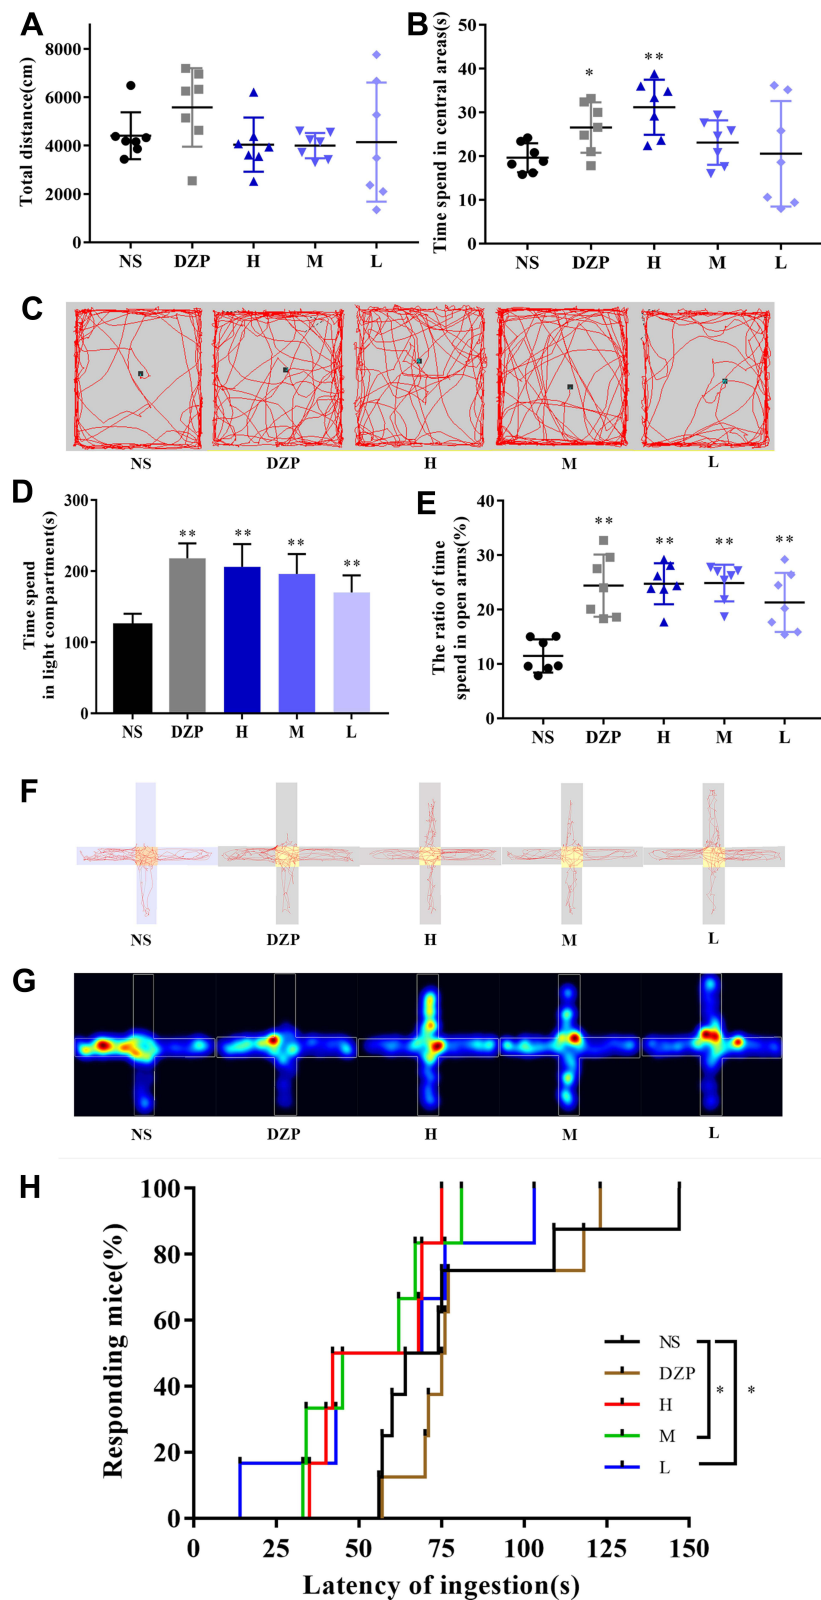 A
Total distance(cm)
8000
6000
4000
2000
0
NS DZP H M L
B
Time spend in central areas(s)
50
40
30
20
10
0
*
**
NS DZP H M L
C
NS DZP H M L
D
Time spend
in light compartment(s)
300
200
100
0
** ** ** **
NS DZP H M L
E
The ratio of time
spend in open arms(%)
40
30
20
10
0
** ** ** **
NS DZP H M L
F
NS DZP H M L
G
NS DZP H M L
H
Responding mice(%)
100
80
60
40
20
0
NS
DZP
H
M
L
* *
0 25 50 75 100 125 150
Latency of ingestion(s)